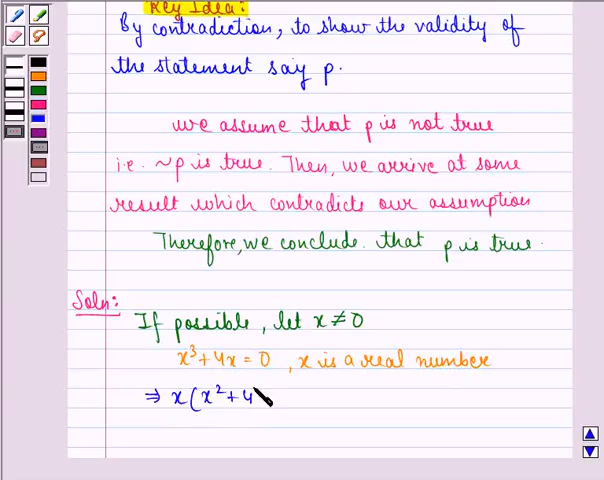 Key Idea:
By contradiction, to show the validity of
the statement say p.
we assume that p is not true
i.e. ~p is true. Then, we arrive at some
result which contradicts our assumption
Therefore, we conclude that p is true.
Soln:
If possible, let x ≠ 0
x³ + 4x = 0, x is a real number
⇒ x(x² + 4